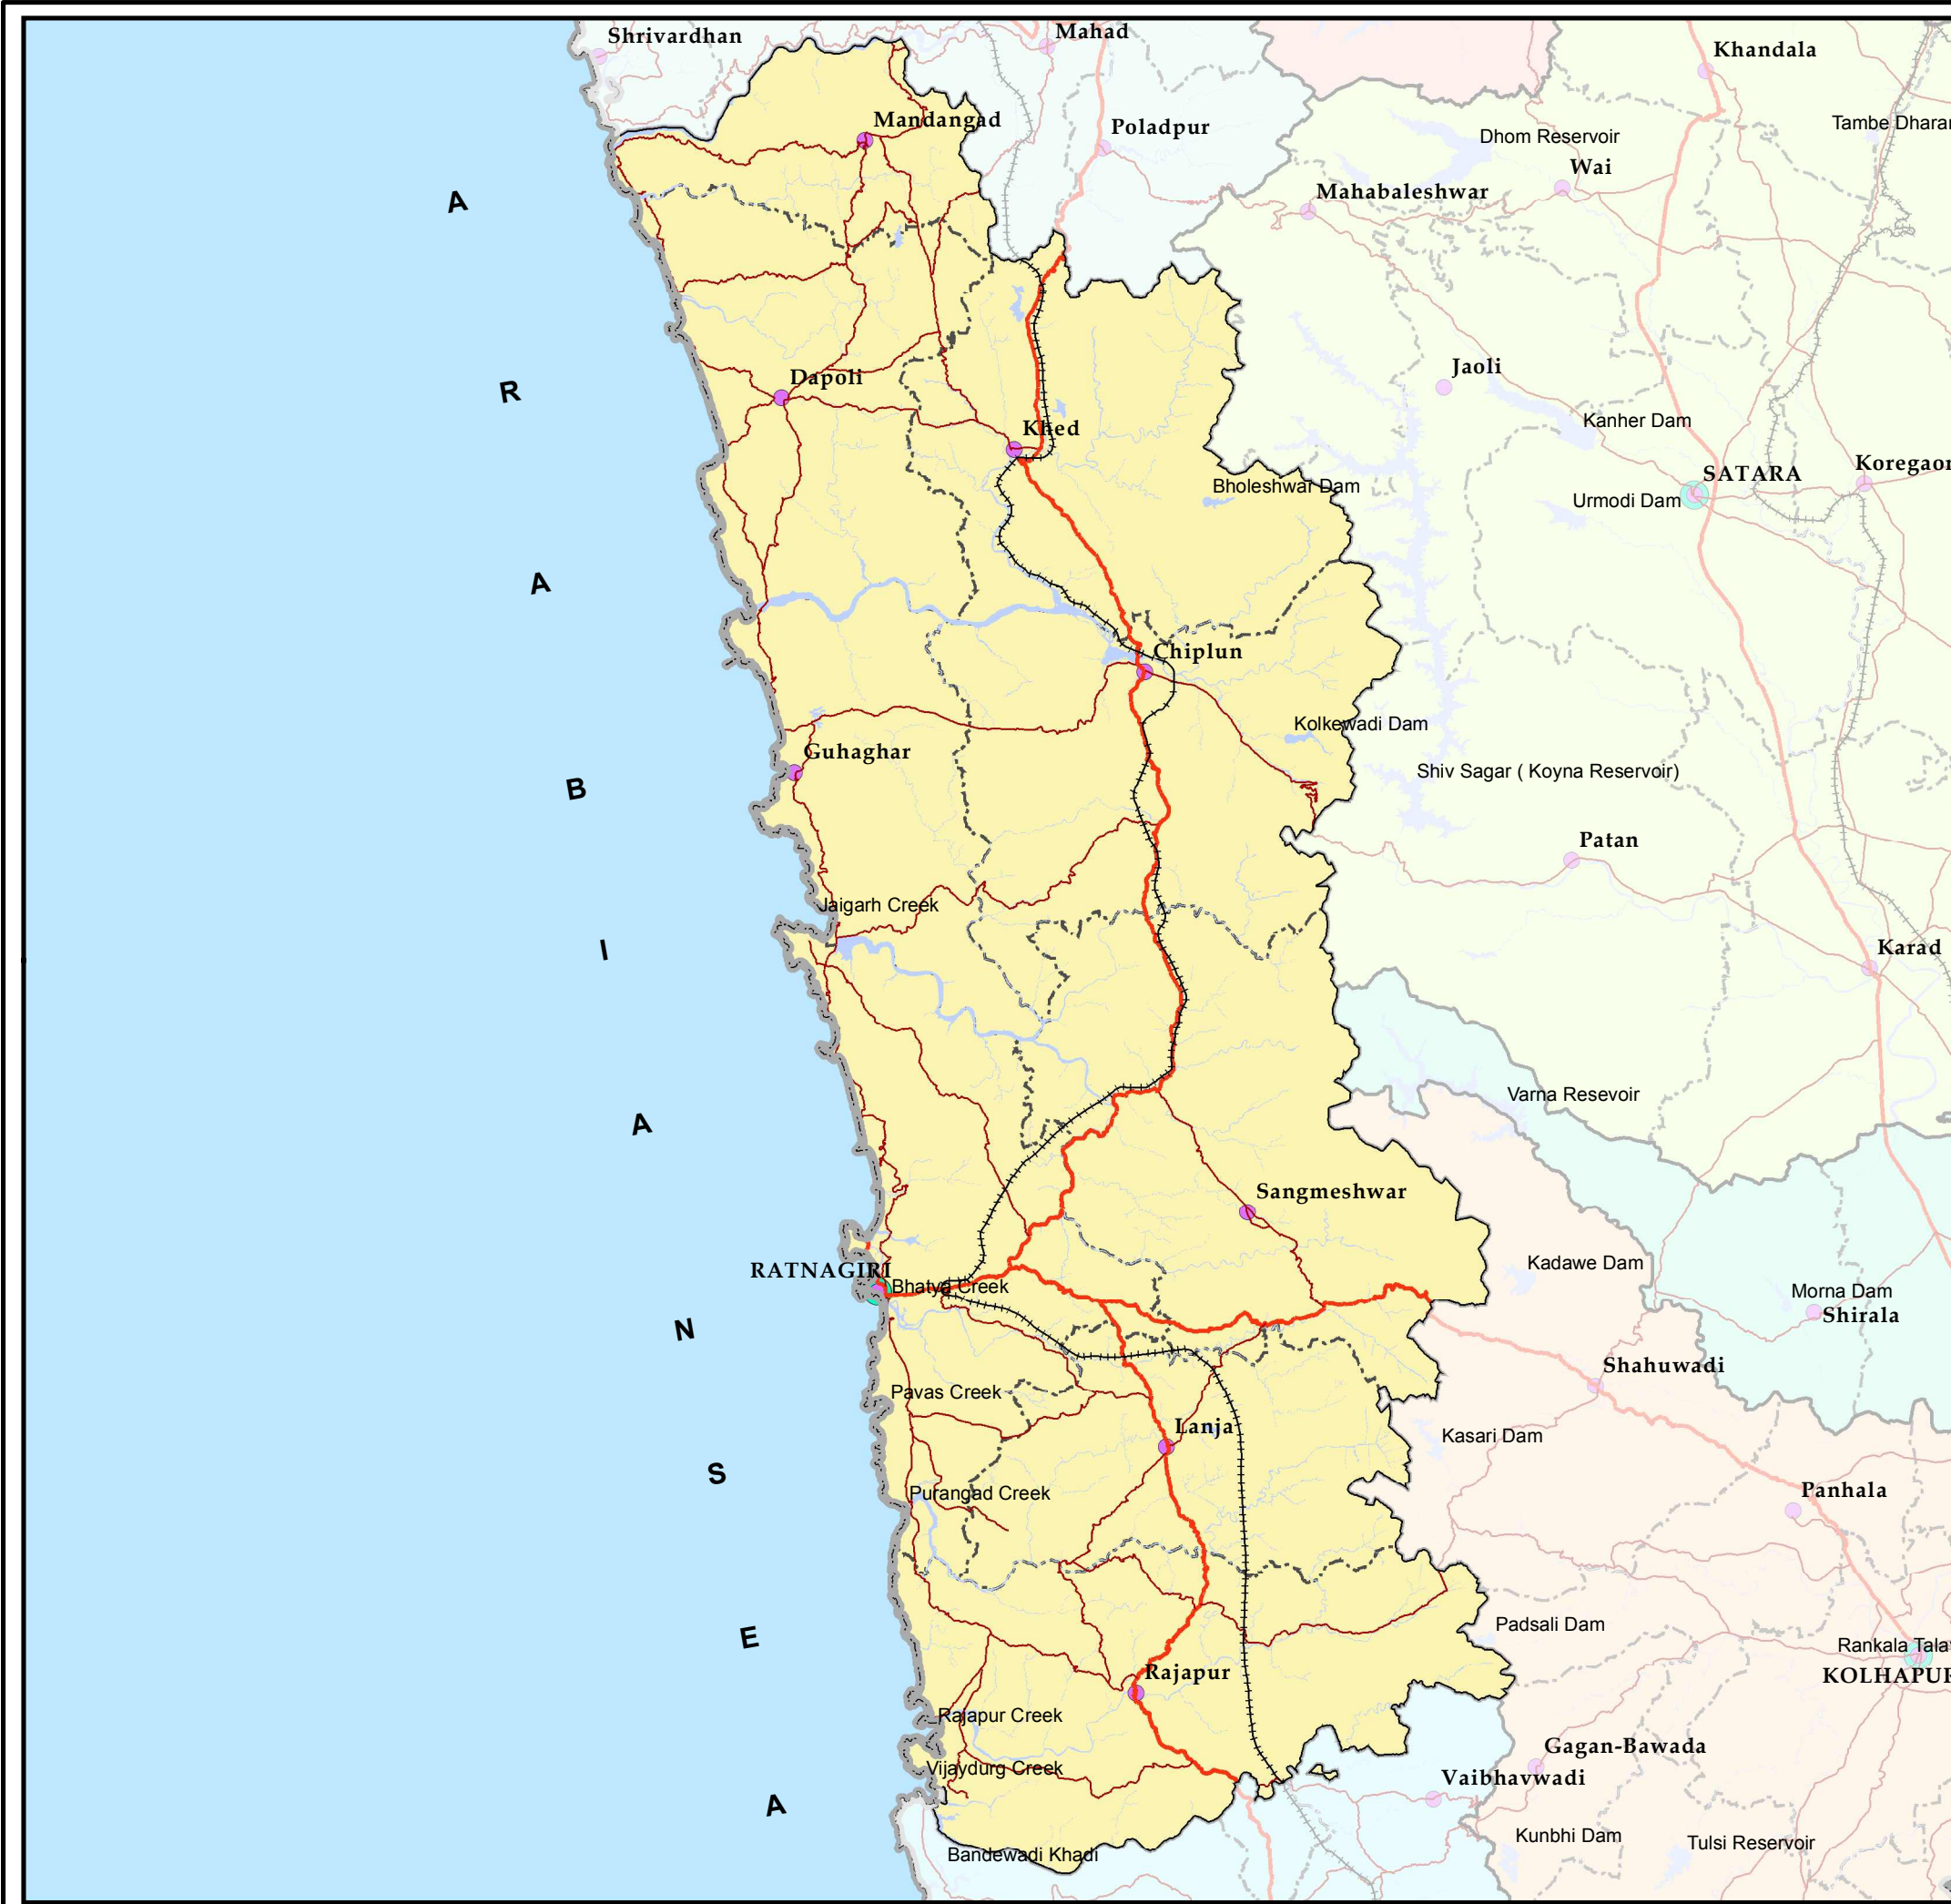 Shrivardhan
Mahad
Khandala
Mandangad
Poladpur
Dhom Reservoir
Tambe Dharan
Wai
Mahabaleshwar
A
R
Jaoli
Dapoli
Kanher Dam
Khed
Koregaon
SATARA
Bholeshwar Dam
Urmodi Dam
A
Chiplun
Kolkewadi Dam
Guhaghar
Shiv Sagar ( Koyna Reservoir)
B
Patan
Jaigarh Creek
I
Karad
Varna Resevoir
A
Sangmeshwar
Kadawe Dam
RATNAGIRI
Bhatya Creek
Morna Dam
Shirala
N
Shahuwadi
Pavas Creek
Lanja
Kasari Dam
S
Purangad Creek
Panhala
Padsali Dam
E
Rankala Tala
KOLHAPUR
Rajapur
Rajapur Creek
Gagan-Bawada
Vijaydurg Creek
Vaibhavwadi
A
Kunbhi Dam
Tulsi Reservoir
Bandewadi Khadi